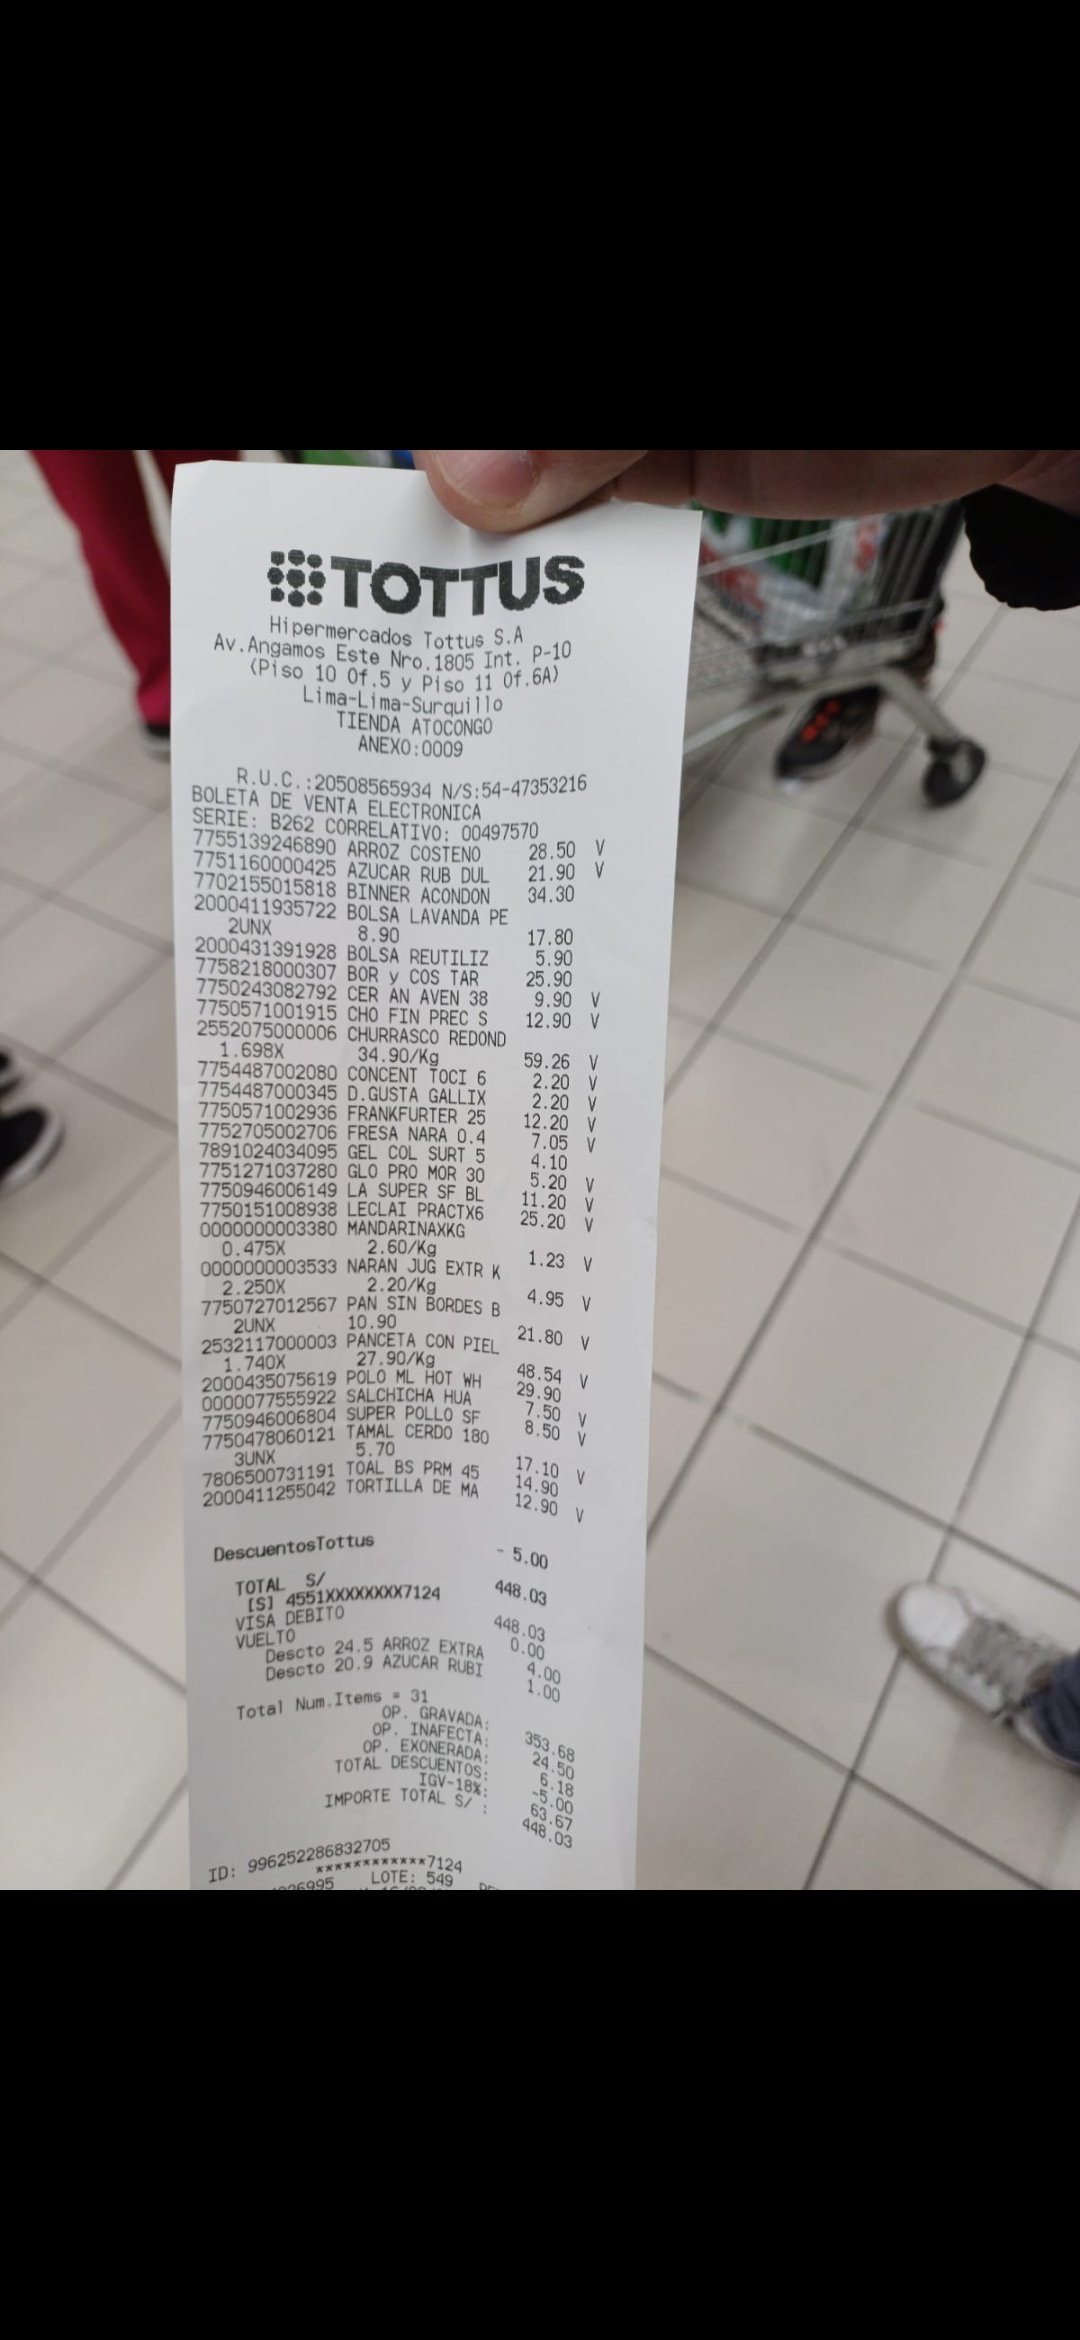 TOTTUS
Hipermercados Tottus S.A
Av.Angamos Este Nro.1805 Int. P-10
(Piso 10 Of.5 y Piso 11 Of.6A)
Lima-Lima-Surquillo
TIENDA ATOCONGO
ANEXO:0009
R.U.C.:20508565934 N/S:54-47353216
BOLETA DE VENTA ELECTRONICA
SERIE: B262 CORRELATIVO: 00497570
7755139246890 ARROZ COSTENO 28.50 V
7751160000425 AZUCAR RUB DUL 21.90 V
7702155015818 BINNER ACONDON 34.30
2000411935722 BOLSA LAVANDA PE
2UNX 8.90 17.80
2000431391928 BOLSA REUTILIZ 5.90
7758218000307 BOR y COS TAR 25.90
7750243082792 CER AN AVEN 38 9.90 V
7750571001915 CHO FIN PREC S 12.90 V
2552075000006 CHURRASCO REDOND
1.698X 34.90/Kg 59.26 V
7754487002080 CONCENT TOCI 6 2.20 V
7754487000345 D.GUSTA GALLIX 2.20 V
7750571002936 FRANKFURTER 25 12.20 V
7752705002706 FRESA NARA 0.4 7.05 V
7891024034095 GEL COL SURT 5 4.10
7751271037280 GLO PRO MOR 30 5.20 V
7750946006149 LA SUPER SF BL 11.20 V
7750151008938 LECLAI PRACTX6 25.20 V
0000000003380 MANDARINAXKG
0.475X 2.60/Kg 1.23 V
0000000003533 NARAN JUG EXTR K
2.250X 2.20/Kg 4.95 V
7750727012567 PAN SIN BORDES B
2UNX 10.90 21.80 V
2532117000003 PANCETA CON PIEL
1.740X 27.90/Kg 48.54 V
2000435075619 POLO ML HOT WH 29.90
0000077555922 SALCHICHA HUA 7.50 V
7750946006804 SUPER POLLO SF 8.50 V
7750478060121 TAMAL CERDO 180
3UNX 5.70 17.10 V
7806500731191 TOAL BS PRM 45 14.90
2000411255042 TORTILLA DE MA 12.90 V
DescuentosTottus - 5.00
TOTAL S/ 448.03
[S] 4551XXXXXXXX7124
VISA DEBITO 448.03
VUELTO 0.00
Descto 24.5 ARROZ EXTRA 4.00
Descto 20.9 AZUCAR RUBI 1.00
Total Num.Items = 31
OP. GRAVADA: 353.68
OP. INAFECTA: 24.50
OP. EXONERADA: 6.18
TOTAL DESCUENTOS: -5.00
IGV-18%: 63.67
IMPORTE TOTAL S/ : 448.03
ID: 996252286832705
************7124
LOTE: 549